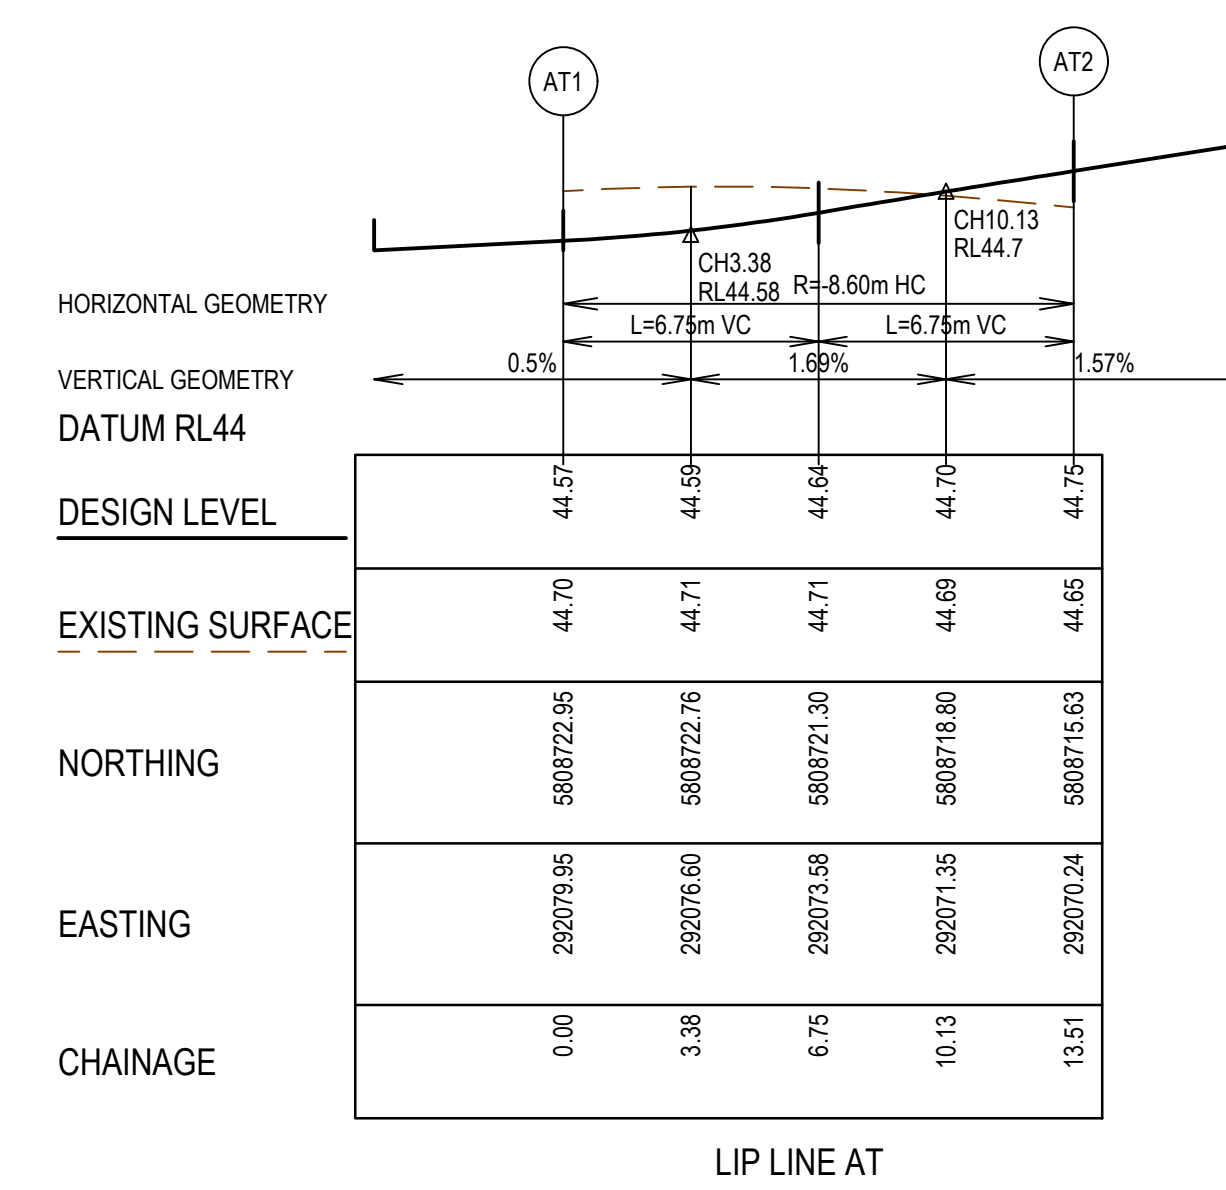 AT1
AT2
CH10.13
RL44.7
CH3.38
RL44.58
R=-8.60m HC
HORIZONTAL GEOMETRY
L=6.75m VC
L=6.75m VC
0.5%
1.69%
1.57%
VERTICAL GEOMETRY
DATUM RL44
DESIGN LEVEL
44.57
44.59
44.64
44.70
44.75
EXISTING SURFACE
44.70
44.71
44.71
44.69
44.65
NORTHING
5808722.95
5808722.76
5808721.30
5808718.80
5808715.63
EASTING
292079.95
292076.60
292073.58
292071.35
292070.24
CHAINAGE
0.00
3.38
6.75
10.13
13.51
LIP LINE AT